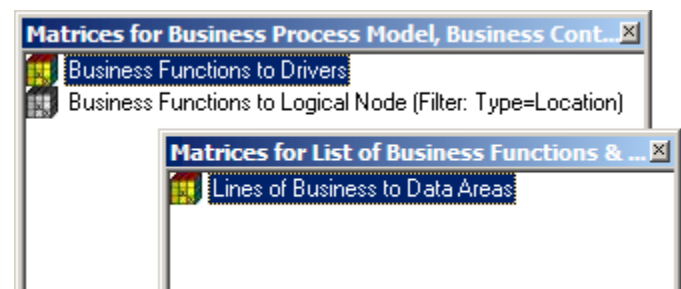 Matrices for Business Process Model, Business Cont...
Business Functions to Drivers
Business Functions to Logical Node (Filter: Type=Location)
Matrices for List of Business Functions & ...
Lines of Business to Data Areas